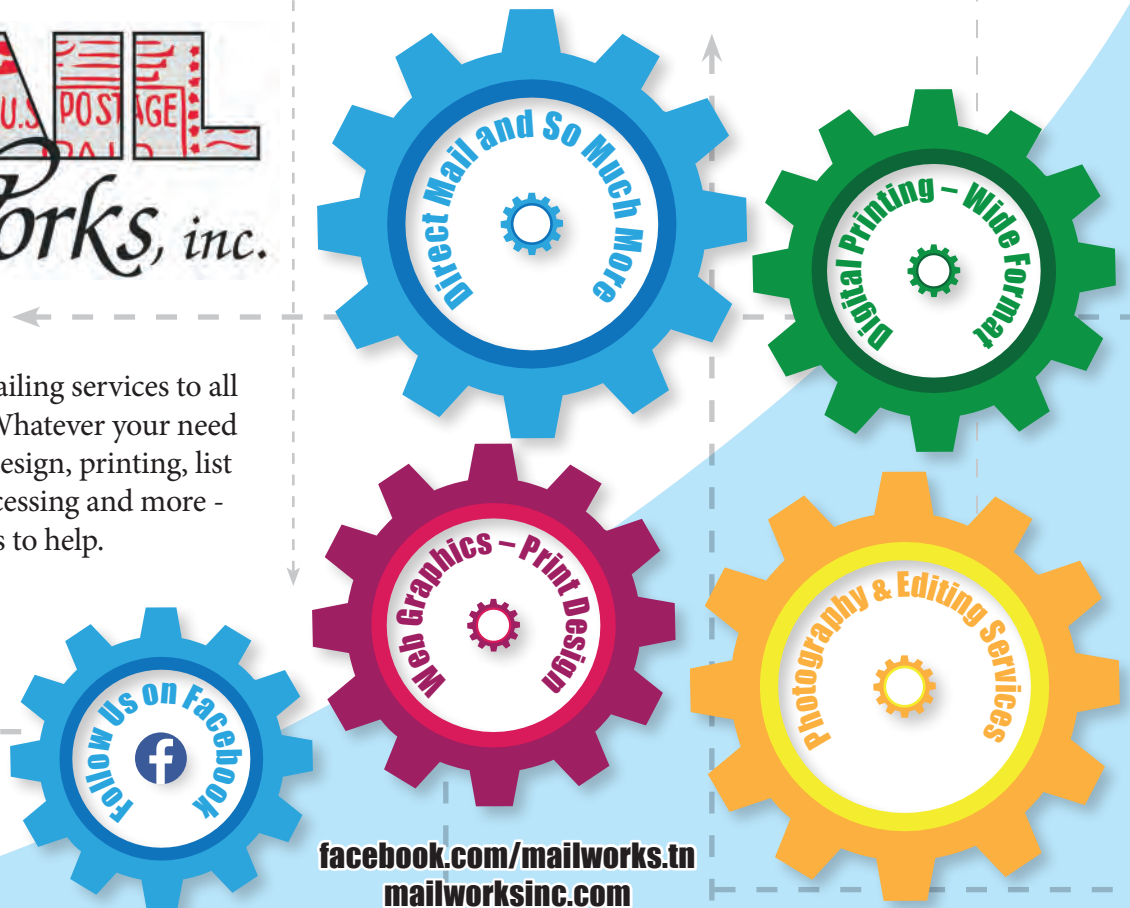 AIL
U.S. POSTAGE
PAID
orks, inc.
Direct Mail and So Much More
Digital Printing – Wide Format
ailing services to all
Whatever your need
esign, printing, list
cessing and more -
s to help.
Web Graphics – Print Design
Photography & Editing Services
Follow Us on Facebook
facebook.com/mailworks.tn
mailworksinc.com